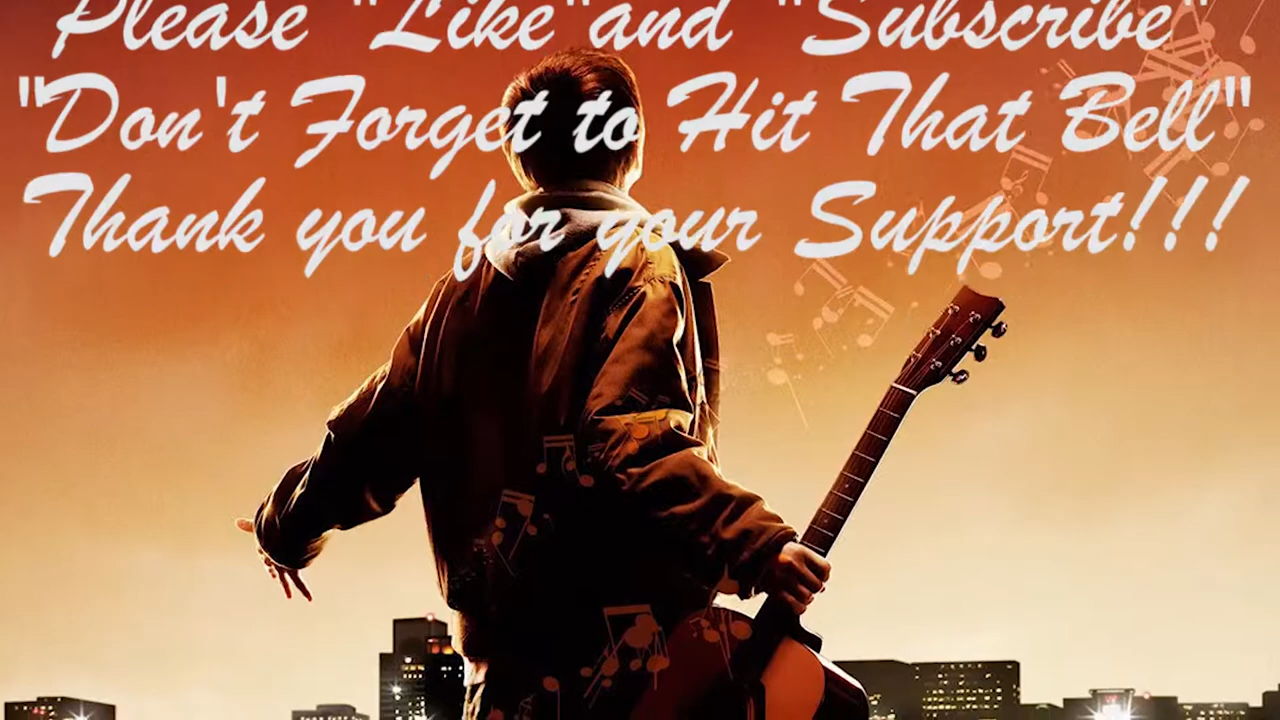 Please "Like"and "Subscribe"
"Don't Forget to Hit That Bell"
Thank you for your Support!!!